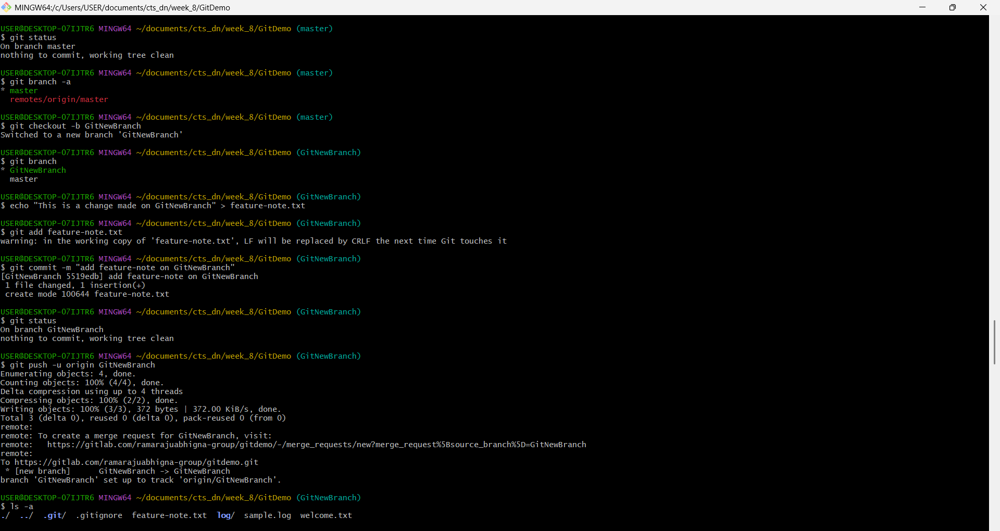 MINGW64:/c/Users/USER/documents/cts_dn/week_8/GitDemo
USER@DESKTOP-07IJTR6 MINGW64 ~/documents/cts_dn/week_8/GitDemo (master)
$ git status
On branch master
nothing to commit, working tree clean
USER@DESKTOP-07IJTR6 MINGW64 ~/documents/cts_dn/week_8/GitDemo (master)
$ git branch -a
* master
  remotes/origin/master
USER@DESKTOP-07IJTR6 MINGW64 ~/documents/cts_dn/week_8/GitDemo (master)
$ git checkout -b GitNewBranch
Switched to a new branch 'GitNewBranch'
USER@DESKTOP-07IJTR6 MINGW64 ~/documents/cts_dn/week_8/GitDemo (GitNewBranch)
$ git branch
* GitNewBranch
  master
USER@DESKTOP-07IJTR6 MINGW64 ~/documents/cts_dn/week_8/GitDemo (GitNewBranch)
$ echo "This is a change made on GitNewBranch" > feature-note.txt
USER@DESKTOP-07IJTR6 MINGW64 ~/documents/cts_dn/week_8/GitDemo (GitNewBranch)
$ git add feature-note.txt
warning: in the working copy of 'feature-note.txt', LF will be replaced by CRLF the next time Git touches it
USER@DESKTOP-07IJTR6 MINGW64 ~/documents/cts_dn/week_8/GitDemo (GitNewBranch)
$ git commit -m "add feature-note on GitNewBranch"
[GitNewBranch 5519edb] add feature-note on GitNewBranch
 1 file changed, 1 insertion(+)
 create mode 100644 feature-note.txt
USER@DESKTOP-07IJTR6 MINGW64 ~/documents/cts_dn/week_8/GitDemo (GitNewBranch)
$ git status
On branch GitNewBranch
nothing to commit, working tree clean
USER@DESKTOP-07IJTR6 MINGW64 ~/documents/cts_dn/week_8/GitDemo (GitNewBranch)
$ git push -u origin GitNewBranch
Enumerating objects: 4, done.
Counting objects: 100% (4/4), done.
Delta compression using up to 4 threads
Compressing objects: 100% (2/2), done.
Writing objects: 100% (3/3), 372 bytes | 372.00 KiB/s, done.
Total 3 (delta 0), reused 0 (delta 0), pack-reused 0 (from 0)
remote:
remote: To create a merge request for GitNewBranch, visit:
remote:   https://gitlab.com/ramarajuabhigna-group/gitdemo/-/merge_requests/new?merge_request%5Bsource_branch%5D=GitNewBranch
remote:
To https://gitlab.com/ramarajuabhigna-group/gitdemo.git
 * [new branch]      GitNewBranch -> GitNewBranch
branch 'GitNewBranch' set up to track 'origin/GitNewBranch'.
USER@DESKTOP-07IJTR6 MINGW64 ~/documents/cts_dn/week_8/GitDemo (GitNewBranch)
$ ls -a
./  ../  .git/  .gitignore  feature-note.txt  log/  sample.log  welcome.txt